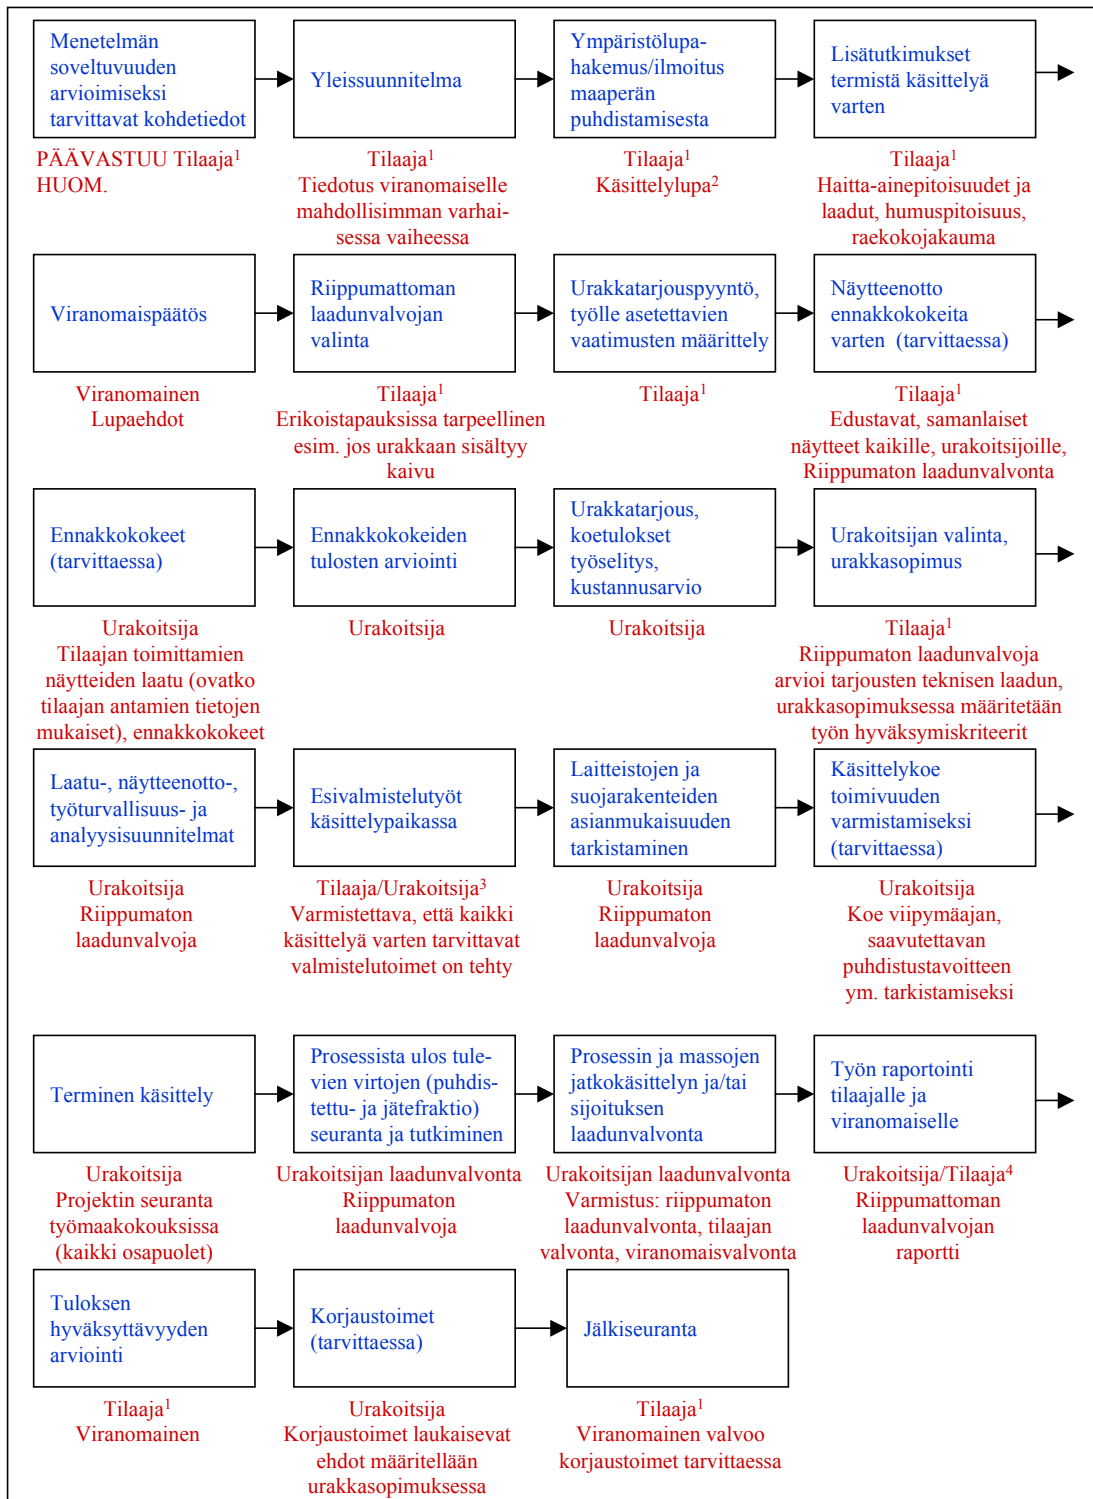 Menetelmän
soveltuvuuden
arvioimiseksi
tarvittavat kohdetiedot
PÄÄVASTUU Tilaaja¹
HUOM.
Yleissuunnitelma
Tilaaja¹
Tiedotus viranomaiselle
mahdollisimman varhai-
sessa vaiheessa
Ympäristölupa-
hakemus/ilmoitus
maaperän
puhdistamisesta
Tilaaja¹
Käsittelylupa²
Lisätutkimukset
termistä käsittelyä
varten
Tilaaja¹
Haitta-ainepitoisuudet ja
laadut, humuspitoisuus,
raekokojakauma
Viranomaispäätös
Viranomainen
Lupaehdot
Riippumattoman
laadunvalvojan
valinta
Tilaaja¹
Erikoistapauksissa tarpeellinen
esim. jos urakkaan sisältyy
kaivu
Urakkatarjouspyyntö,
työlle asetettavien
vaatimusten määrittely
Tilaaja¹
Näytteenotto
ennakkokokeita
varten (tarvittaessa)
Tilaaja¹
Edustavat, samanlaiset
näytteet kaikille, urakoitsijoille,
Riippumaton laadunvalvonta
Ennakkokokeet
(tarvittaessa)
Urakoitsija
Tilaajan toimittamien
näytteiden laatu (ovatko
tilaajan antamien tietojen
mukaiset), ennakkokokeet
Ennakkokokeiden
tulosten arviointi
Urakoitsija
Urakkatarjous,
koetulokset
työselitys,
kustannusarvio
Urakoitsija
Urakoitsijan valinta,
urakkasopimus
Tilaaja¹
Riippumaton laadunvalvoja
arvioi tarjousten teknisen laadun,
urakkasopimuksessa määritetään
työn hyväksymiskriteerit
Laatu-, näytteenotto-,
työturvallisuus- ja
analyysisuunnitelmat
Urakoitsija
Riippumaton
laadunvalvoja
Esivalmistelutyöt
käsittelypaikassa
Tilaaja/Urakoitsija³
Varmistettava, että kaikki
käsittelyä varten tarvittavat
valmistelutoimet on tehty
Laitteistojen ja
suojarakenteiden
asianmukaisuuden
tarkistaminen
Urakoitsija
Riippumaton
laadunvalvoja
Käsittelykoe
toimivuuden
varmistamiseksi
(tarvittaessa)
Urakoitsija
Koe viipymäajan,
saavutettavan
puhdistustavoitteen
ym. tarkistamiseksi
Terminen käsittely
Urakoitsija
Projektin seuranta
työmaakokouksissa
(kaikki osapuolet)
Prosessista ulos tule-
vien virtojen (puhdis-
tettu- ja jätefraktio)
seuranta ja tutkiminen
Urakoitsijan laadunvalvonta
Riippumaton
laadunvalvoja
Prosessin ja massojen
jatkokäsittelyn ja/tai
sijoituksen
laadunvalvonta
Urakoitsijan laadunvalvonta
Varmistus: riippumaton
laadunvalvonta, tilaajan
valvonta, viranomaisvalvonta
Työn raportointi
tilaajalle ja
viranomaiselle
Urakoitsija/Tilaaja⁴
Riippumattoman
laadunvalvojan
raportti
Tuloksen
hyväksyttävyyden
arviointi
Tilaaja¹
Viranomainen
Korjaustoimet
(tarvittaessa)
Urakoitsija
Korjaustoimet laukaisevat
ehdot määritellään
urakkasopimuksessa
Jälkiseuranta
Tilaaja¹
Viranomainen valvoo
korjaustoimet tarvittaessa